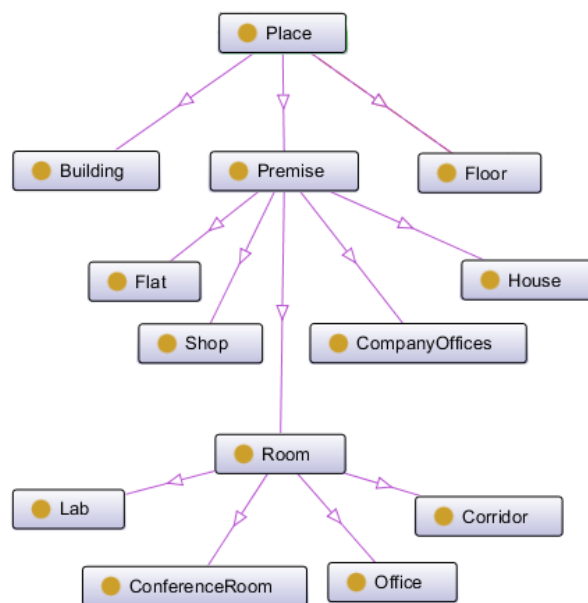 Place
Building
Premise
Floor
Flat
House
Shop
CompanyOffices
Room
Lab
Corridor
ConferenceRoom
Office